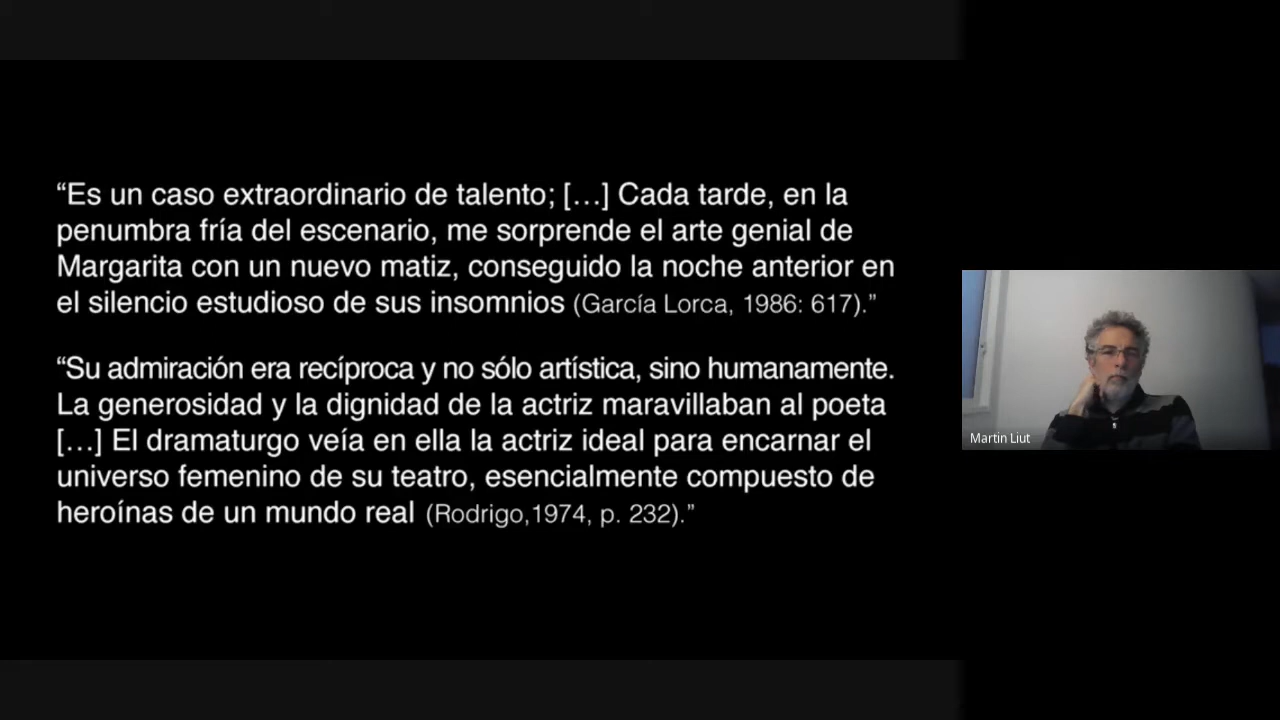 “Es un caso extraordinario de talento; […] Cada tarde, en la
penumbra fría del escenario, me sorprende el arte genial de
Margarita con un nuevo matiz, conseguido la noche anterior en
el silencio estudioso de sus insomnios (García Lorca, 1986: 617).”
“Su admiración era recíproca y no sólo artística, sino humanamente.
La generosidad y la dignidad de la actriz maravillaban al poeta
[…] El dramaturgo veía en ella la actriz ideal para encarnar el
universo femenino de su teatro, esencialmente compuesto de
heroínas de un mundo real (Rodrigo,1974, p. 232).”
Martin Liut